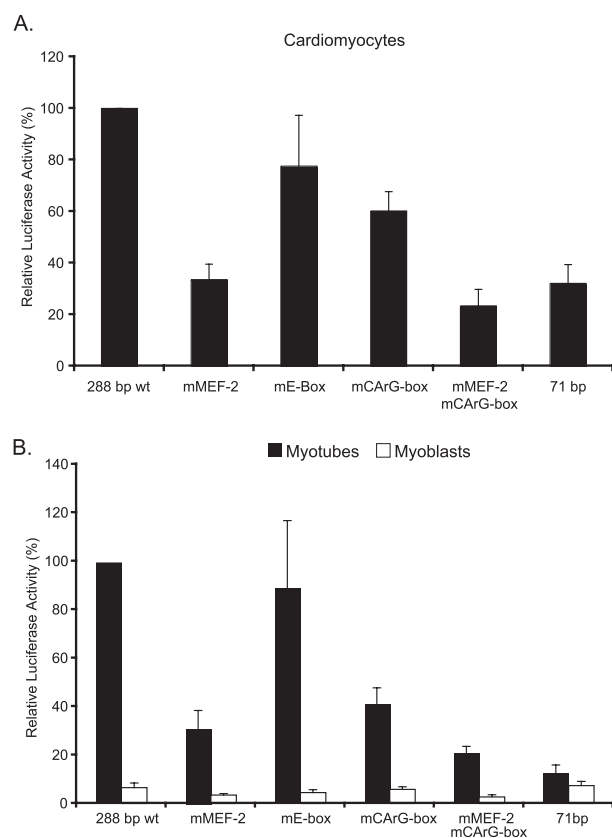 A.
Cardiomyocytes
Relative Luciferase Activity (%)
120
100
80
60
40
20
0
288 bp wt mMEF-2 mE-Box mCArG-box mMEF-2 71 bp
mCArG-box
B.
Myotubes Myoblasts
Relative Luciferase Activity (%)
140
120
100
80
60
40
20
0
288 bp wt mMEF-2 mE-box mCArG-box mMEF-2 71bp
mCArG-box